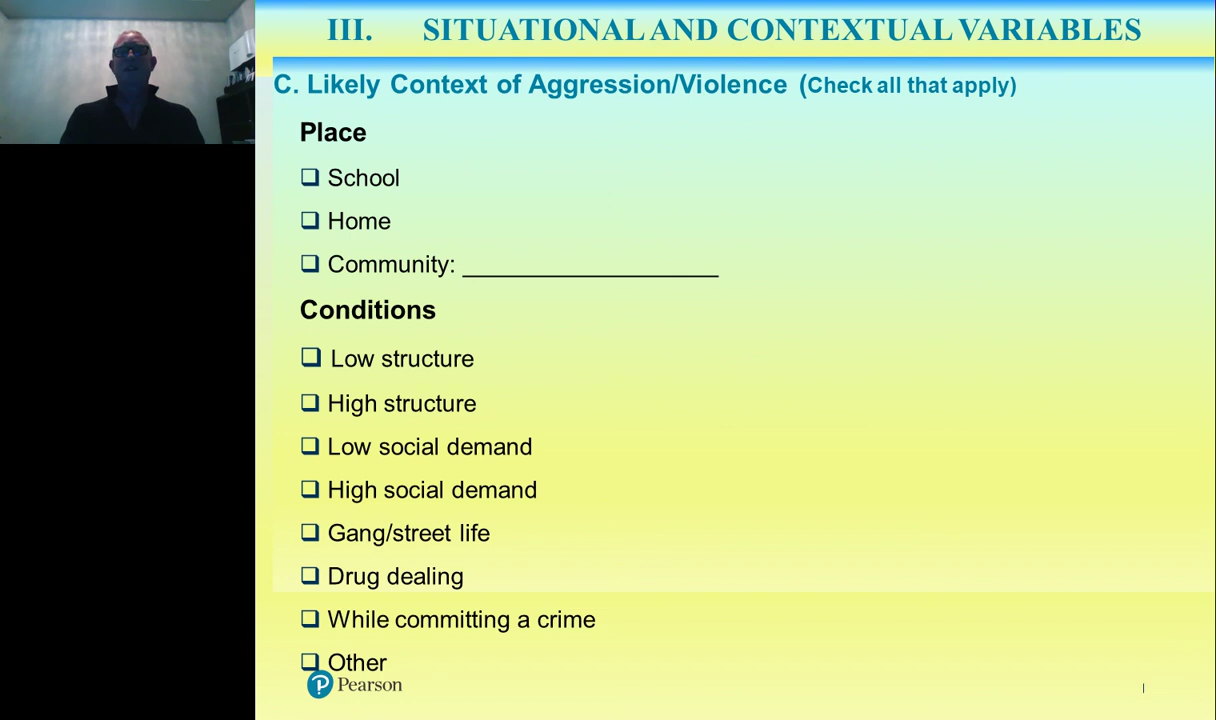 III. SITUATIONAL AND CONTEXTUAL VARIABLES
C. Likely Context of Aggression/Violence (Check all that apply)
Place
❑ School
❑ Home
❑ Community: ___________________
Conditions
❑ Low structure
❑ High structure
❑ Low social demand
❑ High social demand
❑ Gang/street life
❑ Drug dealing
❑ While committing a crime
❑ Other
Pearson